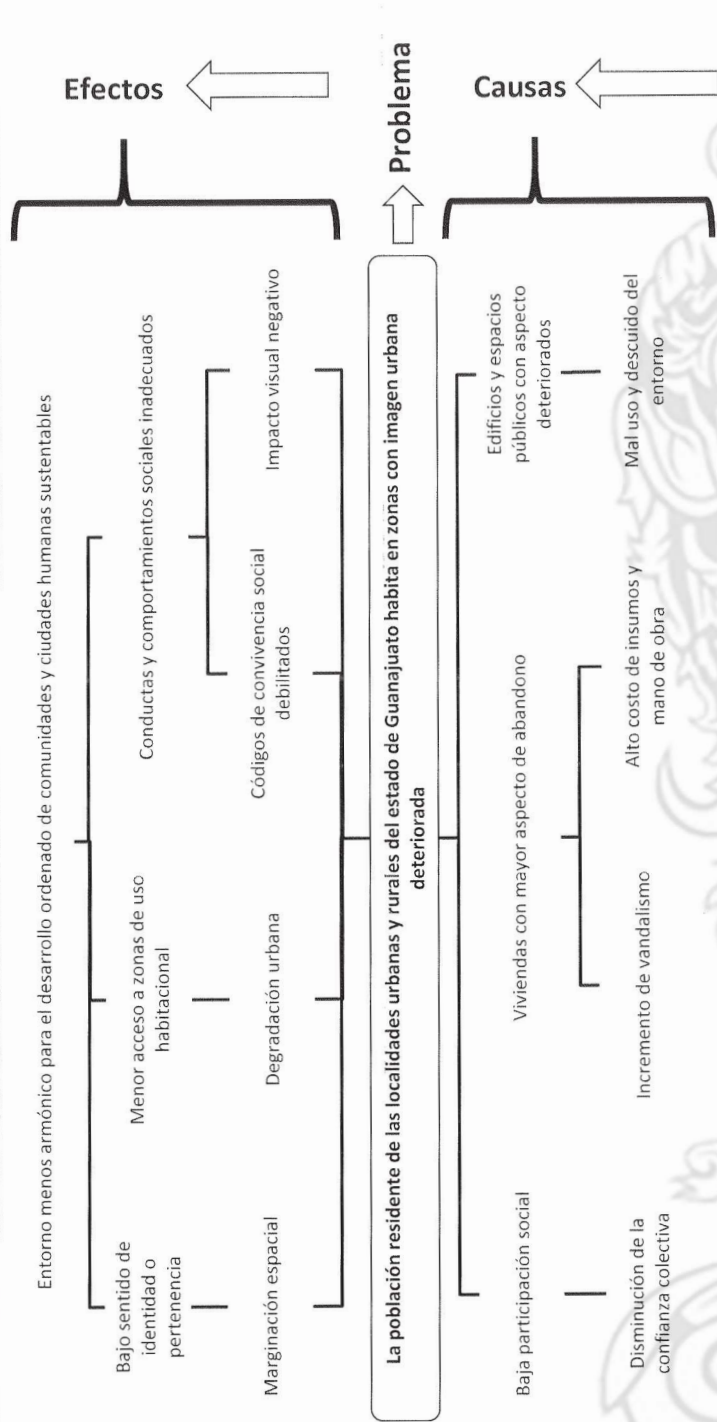 Entorno menos armónico para el desarrollo ordenado de comunidades y ciudades humanas sustentables
Efectos
Bajo sentido de
identidad o
pertenencia
Menor acceso a zonas de uso
habitacional
Conductas y comportamientos sociales inadecuados
Marginación espacial
Degradación urbana
Códigos de convivencia social
debilitados
Impacto visual negativo
La población residente de las localidades urbanas y rurales del estado de Guanajuato habita en zonas con imagen urbana
deteriorada
Problema
Baja participación social
Viviendas con mayor aspecto de abandono
Edificios y espacios
públicos con aspecto
deteriorados
Causas
Disminución de la
confianza colectiva
Incremento de vandalismo
Alto costo de insumos y
mano de obra
Mal uso y descuido del
entorno